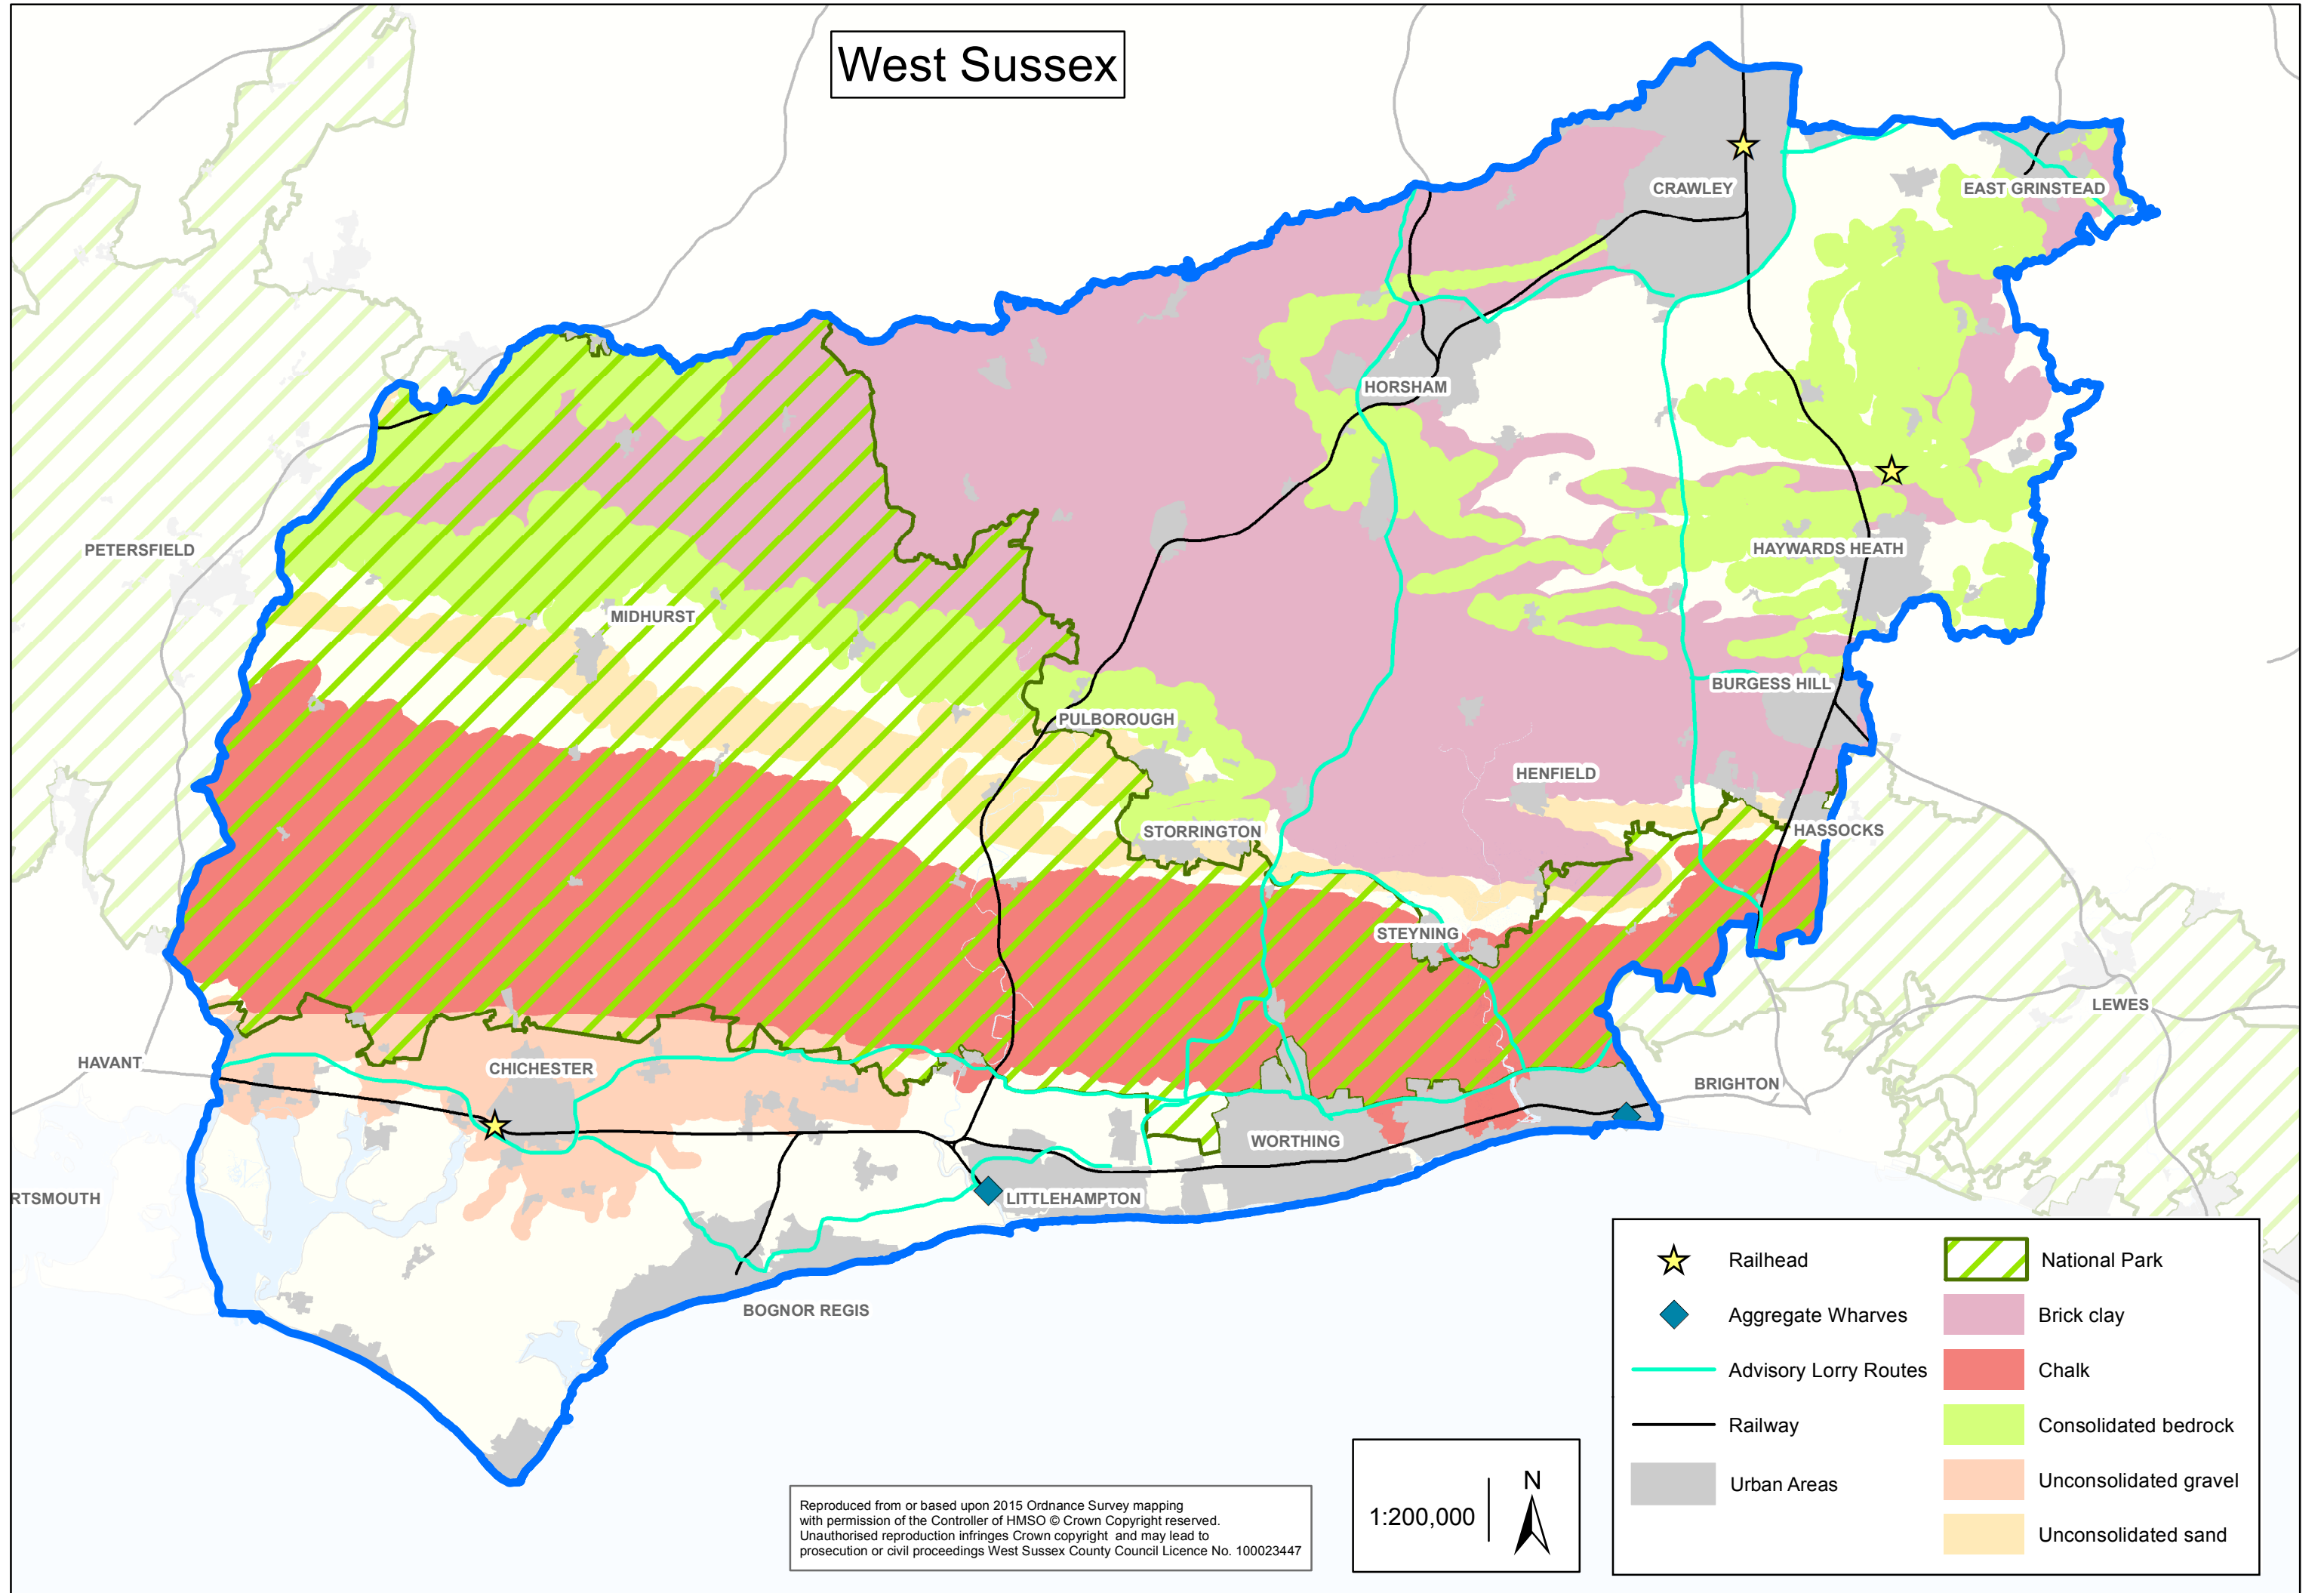 West Sussex
CRAWLEY
EAST GRINSTEAD
HORSHAM
PETERSFIELD
HAYWARDS HEATH
MIDHURST
BURGESS HILL
PULBOROUGH
HENFIELD
STORRINGTON
HASSOCKS
STEYNING
LEWES
HAVANT
CHICHESTER
BRIGHTON
WORTHING
RTSMOUTH
LITTLEHAMPTON
BOGNOR REGIS
Railhead
Aggregate Wharves
Advisory Lorry Routes
Railway
Urban Areas
National Park
Brick clay
Chalk
Consolidated bedrock
Unconsolidated gravel
Unconsolidated sand
1:200,000
N
Reproduced from or based upon 2015 Ordnance Survey mapping
with permission of the Controller of HMSO © Crown Copyright reserved.
Unauthorised reproduction infringes Crown copyright and may lead to
prosecution or civil proceedings West Sussex County Council Licence No. 100023447